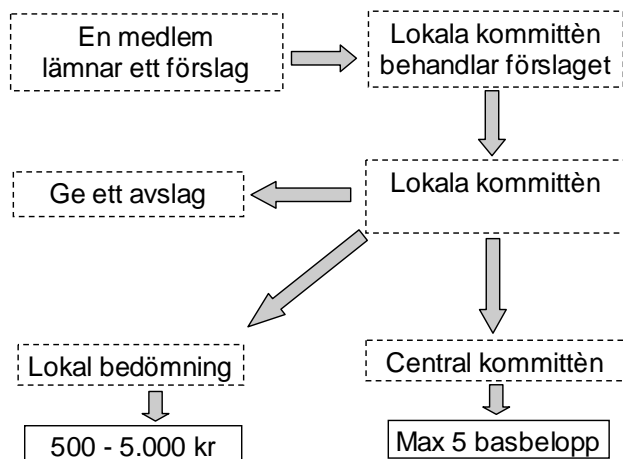 En medlem
lämnar ett förslag
Lokala kommittèn
behandlar förslaget
Ge ett avslag
Lokala kommittèn
Lokal bedömning
Central kommittèn
500 - 5.000 kr
Max 5 basbelopp